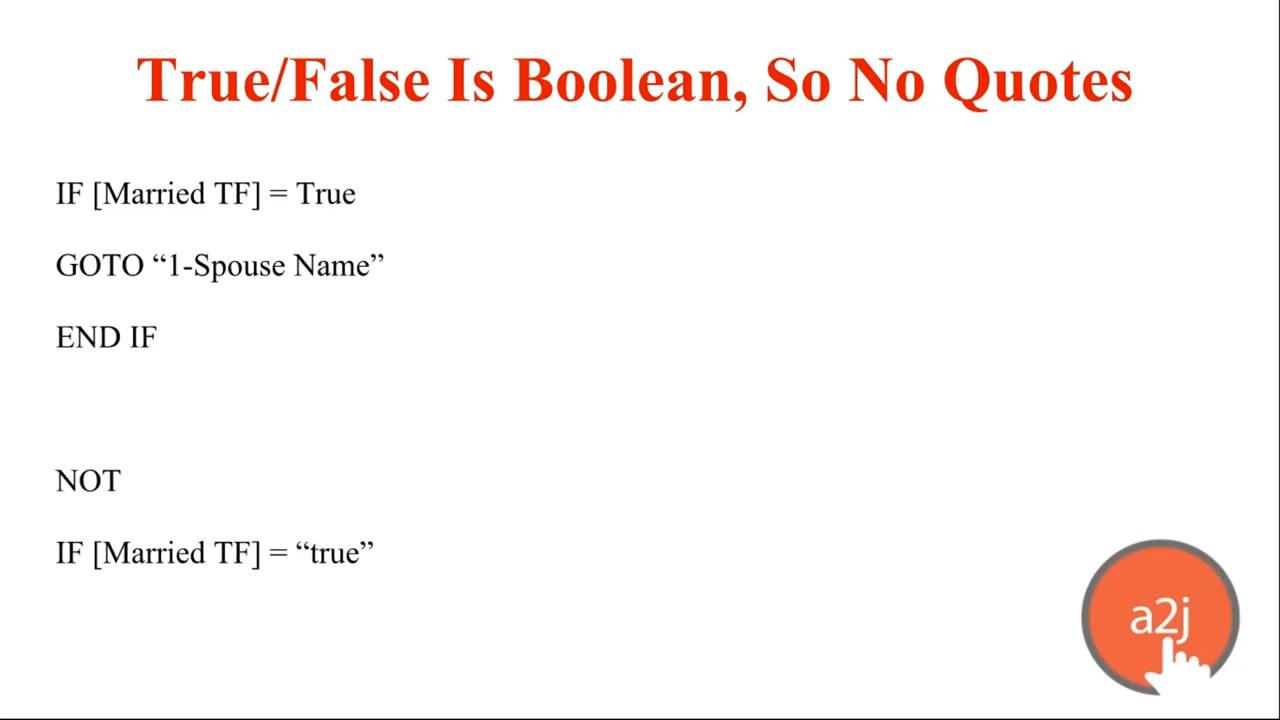 True/False Is Boolean, So No Quotes
IF [Married TF] = True
GOTO “1-Spouse Name”
END IF
NOT
IF [Married TF] = “true”
a2j